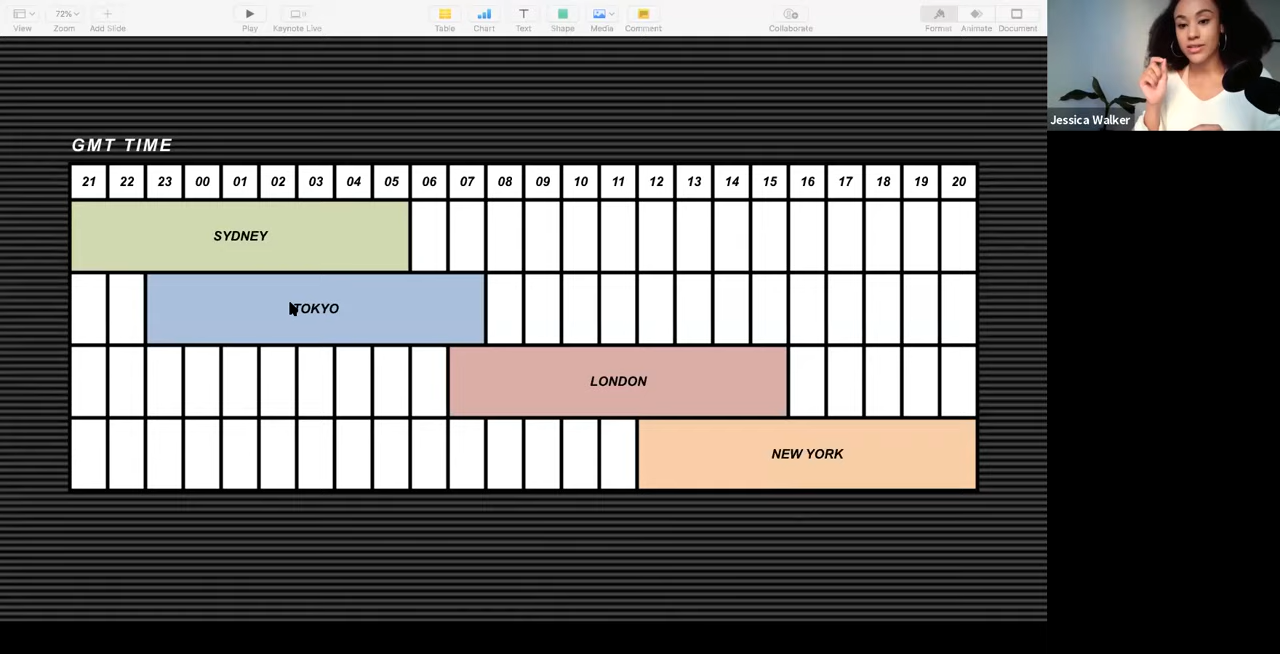 View Zoom Add Slide Play Keynote Live Table Chart Text Shape Media Comment Collaborate Format Animate Document
72%
Jessica Walker
GMT TIME
21 22 23 00 01 02 03 04 05 06 07 08 09 10 11 12 13 14 15 16 17 18 19 20
SYDNEY
TOKYO
LONDON
NEW YORK